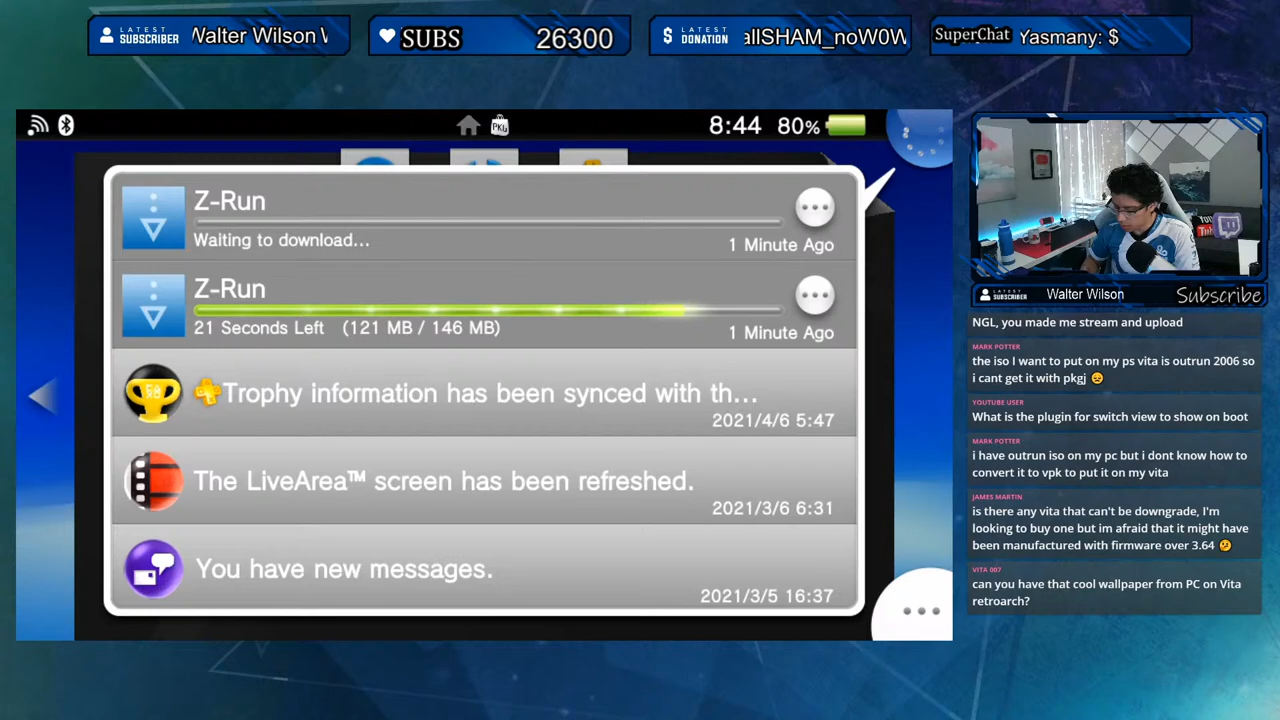 LATEST
SUBSCRIBER
Walter Wilson
SUBS
26300
LATEST
DONATION
allSHAM_noW0W
SuperChat
Yasmany: $
PKG
8:44
80%
Z-Run
Waiting to download...
1 Minute Ago
Z-Run
21 Seconds Left (121 MB / 146 MB)
1 Minute Ago
Trophy information has been synced with th...
2021/4/6 5:47
The LiveArea™ screen has been refreshed.
2021/3/6 6:31
You have new messages.
2021/3/5 16:37
LATEST
SUBSCRIBER
Walter Wilson
Subscribe
NGL, you made me stream and upload
MARK POTTER
the iso I want to put on my ps vita is outrun 2006 so
i cant get it with pkgj
YOUTUBE USER
What is the plugin for switch view to show on boot
MARK POTTER
i have outrun iso on my pc but i dont know how to
convert it to vpk to put it on my vita
JAMES MARTIN
is there any vita that can't be downgrade, I'm
looking to buy one but im afraid that it might have
been manufactured with firmware over 3.64
VITA 007
can you have that cool wallpaper from PC on Vita
retroarch?